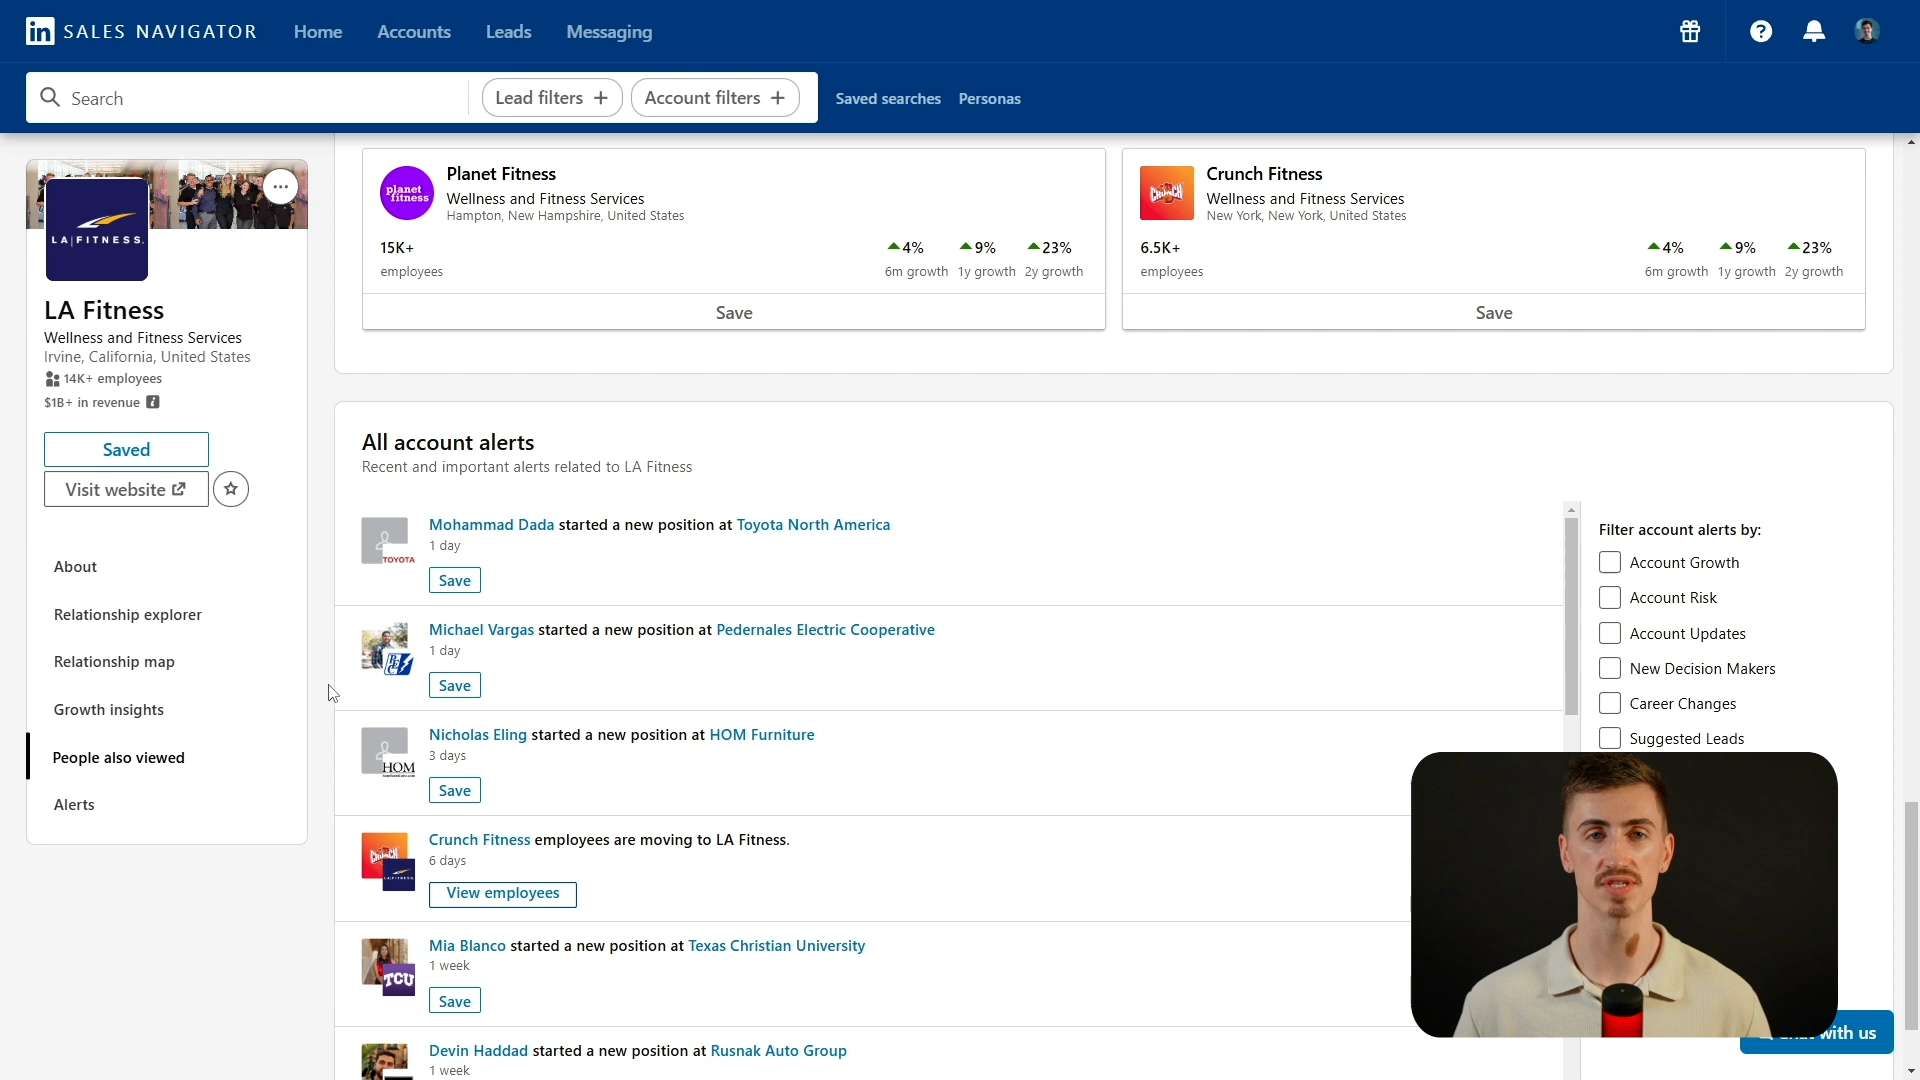 in SALES NAVIGATOR Home Accounts Leads Messaging
Search Lead filters + Account filters + Saved searches Personas
LA FITNESS.
LA Fitness
Wellness and Fitness Services
Irvine, California, United States
14K+ employees
$1B+ in revenue
Saved
Visit website
About
Relationship explorer
Relationship map
Growth insights
People also viewed
Alerts
planet fitness
Planet Fitness
Wellness and Fitness Services
Hampton, New Hampshire, United States
15K+
employees
4% 9% 23%
6m growth 1y growth 2y growth
Save
CRUNCH
Crunch Fitness
Wellness and Fitness Services
New York, New York, United States
6.5K+
employees
4% 9% 23%
6m growth 1y growth 2y growth
Save
All account alerts
Recent and important alerts related to LA Fitness
Mohammad Dada started a new position at Toyota North America
1 day
TOYOTA
Save
Michael Vargas started a new position at Pedernales Electric Cooperative
1 day
PEC
Save
Nicholas Eling started a new position at HOM Furniture
3 days
HOM
Save
Crunch Fitness employees are moving to LA Fitness.
6 days
View employees
Mia Blanco started a new position at Texas Christian University
1 week
TCU
Save
Devin Haddad started a new position at Rusnak Auto Group
1 week
Filter account alerts by:
Account Growth
Account Risk
Account Updates
New Decision Makers
Career Changes
Suggested Leads
with us